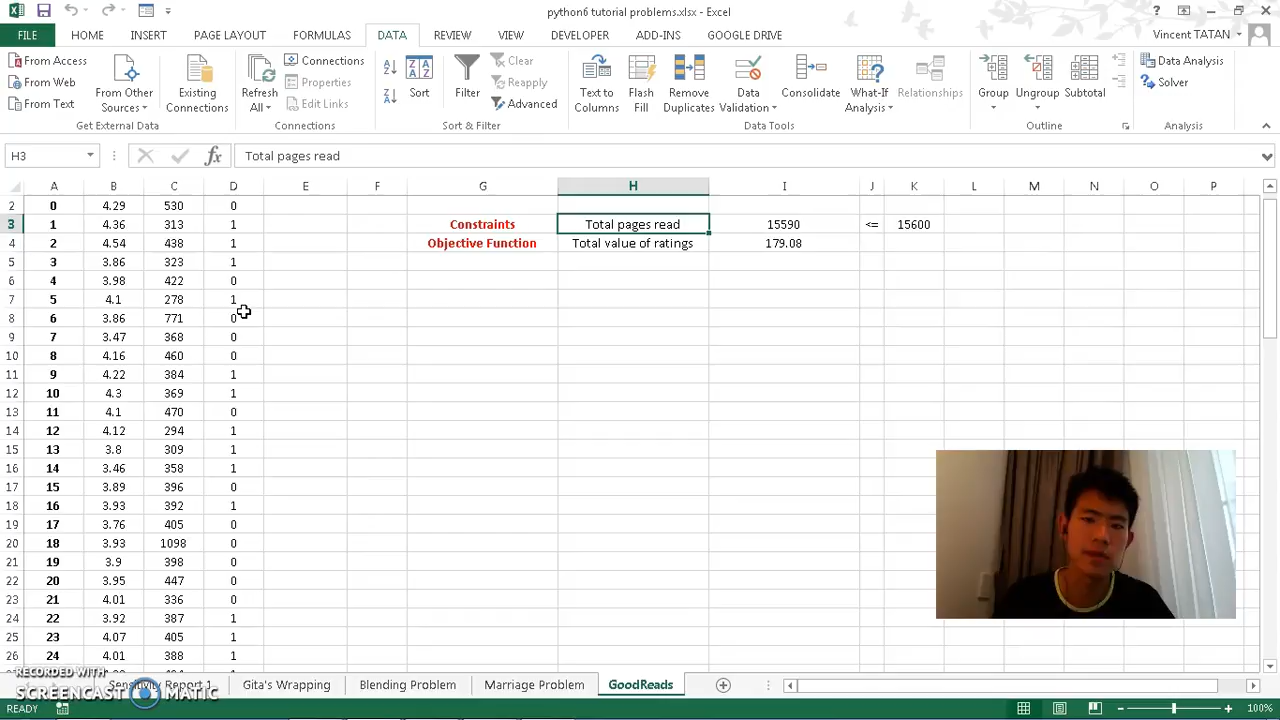 python6 tutorial problems.xlsx - Excel
FILE HOME INSERT PAGE LAYOUT FORMULAS DATA REVIEW VIEW DEVELOPER ADD-INS GOOGLE DRIVE Vincent TATAN
From Access
From Web
From Text
From Other Sources
Existing Connections
Get External Data
Refresh All
Connections
Properties
Edit Links
Connections
Sort
Filter
Clear
Reapply
Advanced
Sort & Filter
Text to Columns
Flash Fill
Remove Duplicates
Data Validation
Consolidate
What-If Analysis
Relationships
Data Tools
Group
Ungroup
Subtotal
Outline
Data Analysis
Solver
Analysis
H3 fx Total pages read
A B C D E F G H I J K L M N O P
2 0 4.29 530 0
3 1 4.36 313 1 Constraints Total pages read 15590 <= 15600
4 2 4.54 438 1 Objective Function Total value of ratings 179.08
5 3 3.86 323 1
6 4 3.98 422 0
7 5 4.1 278 1
8 6 3.86 771 0
9 7 3.47 368 0
10 8 4.16 460 0
11 9 4.22 384 1
12 10 4.3 369 1
13 11 4.1 470 0
14 12 4.12 294 1
15 13 3.8 309 1
16 14 3.46 358 1
17 15 3.89 396 0
18 16 3.93 392 1
19 17 3.76 405 0
20 18 3.93 1098 0
21 19 3.9 398 0
22 20 3.95 447 0
23 21 4.01 336 0
24 22 3.92 387 1
25 23 4.07 405 1
26 24 4.01 388 1
RECORDED WITH
SCREENCAST MATIC
Sensitivity Report 1 Gita's Wrapping Blending Problem Marriage Problem GoodReads
READY 100%